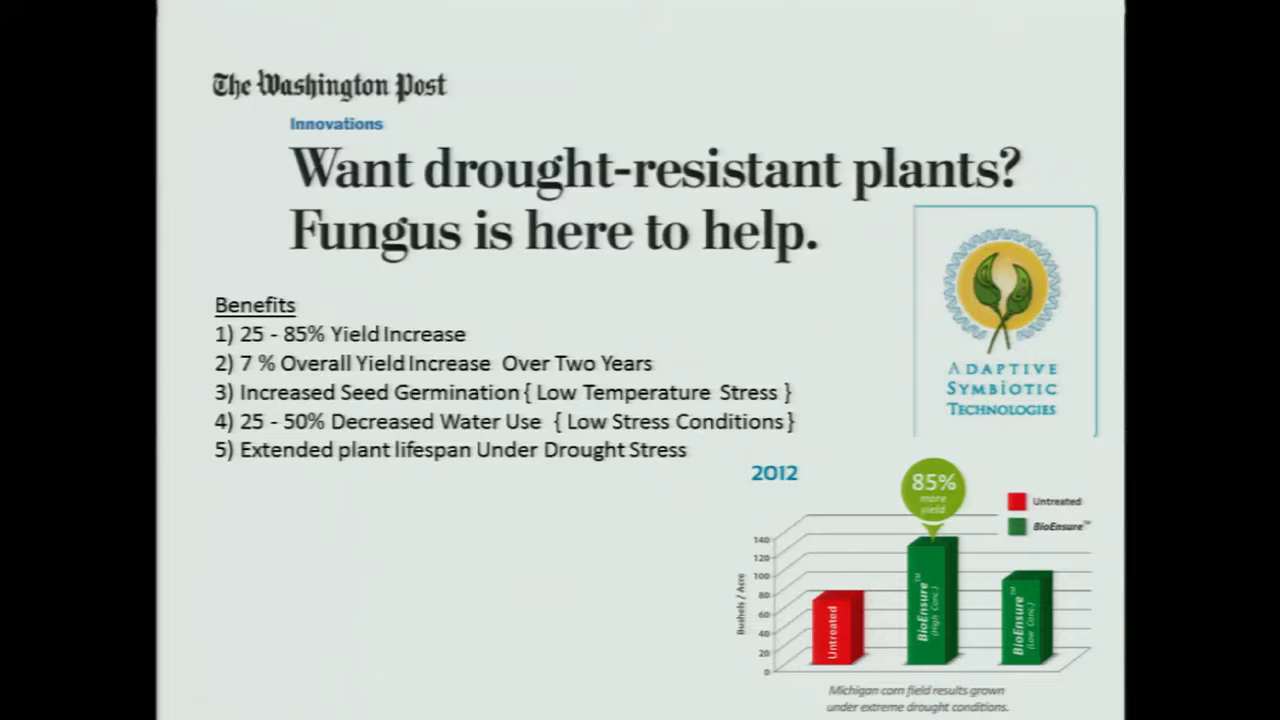 The Washington Post
Innovations
Want drought-resistant plants?
Fungus is here to help.
Benefits
1) 25 - 85% Yield Increase
2) 7 % Overall Yield Increase Over Two Years
3) Increased Seed Germination { Low Temperature Stress }
4) 25 - 50% Decreased Water Use { Low Stress Conditions }
5) Extended plant lifespan Under Drought Stress
ADAPTIVE
SYMBIOTIC
TECHNOLOGIES
2012
85%
more
yield
Untreated
BioEnsure™
140
120
100
80
60
40
20
0
Bushels / Acre
Untreated
BioEnsure™
(High Conc.)
BioEnsure™
(Low Conc.)
Michigan corn field results grown
under extreme drought conditions.